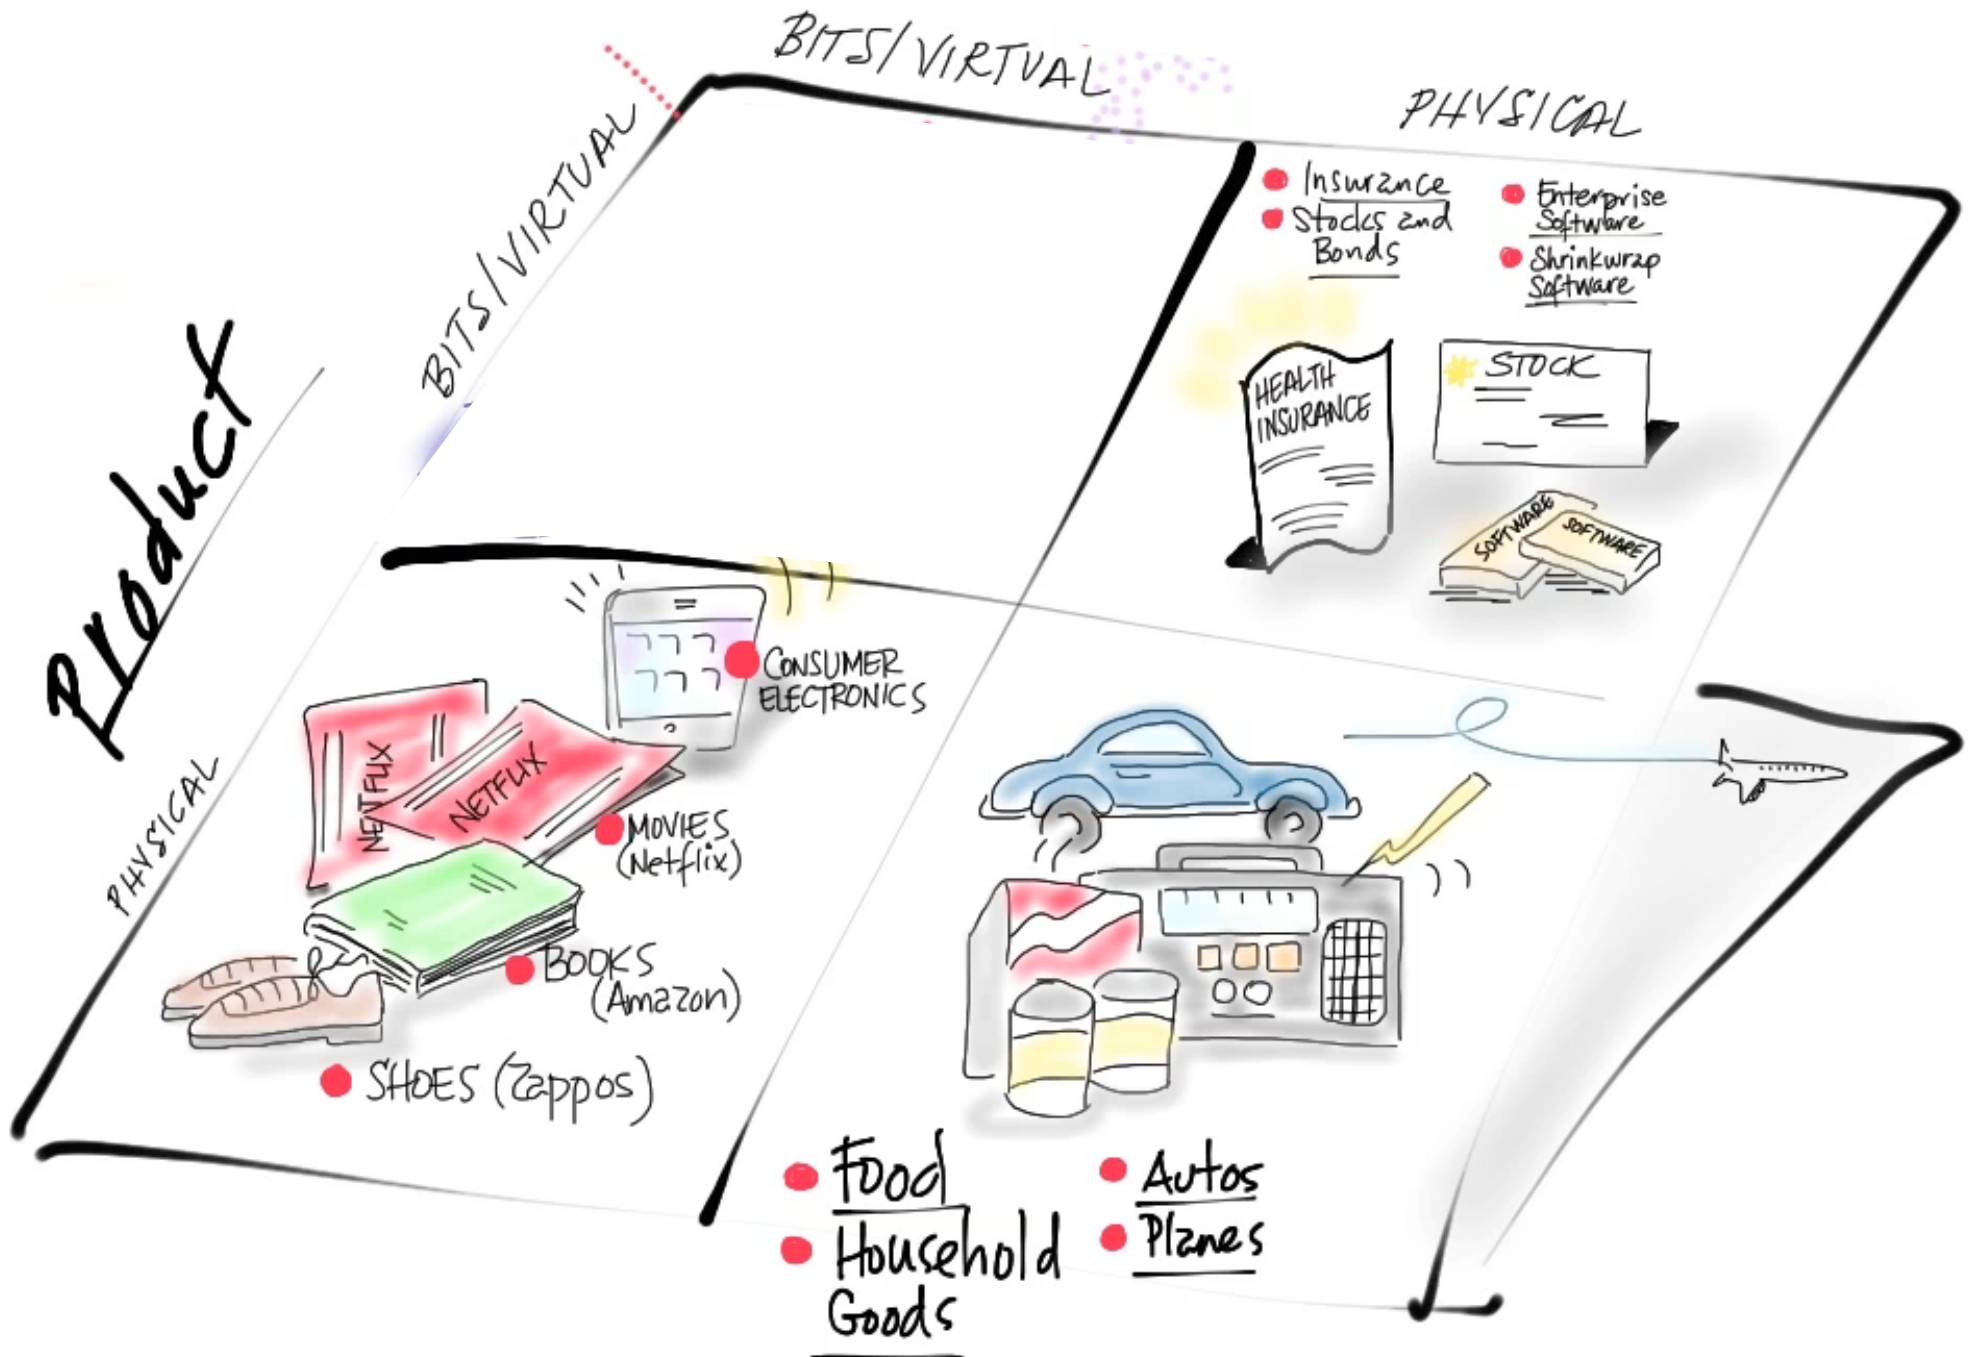 BITS/VIRTUAL
PHYSICAL
BITS/VIRTUAL
Product
PHYSICAL
Insurance
Stocks and
Bonds
Enterprise
Software
Shrinkwrap
Software
HEALTH
INSURANCE
STOCK
SOFTWARE
SOFTWARE
CONSUMER
ELECTRONICS
NETFLIX
NETFLIX
MOVIES
(Netflix)
BOOKS
(Amazon)
SHOES (Zappos)
Food
Household
Goods
Autos
Planes